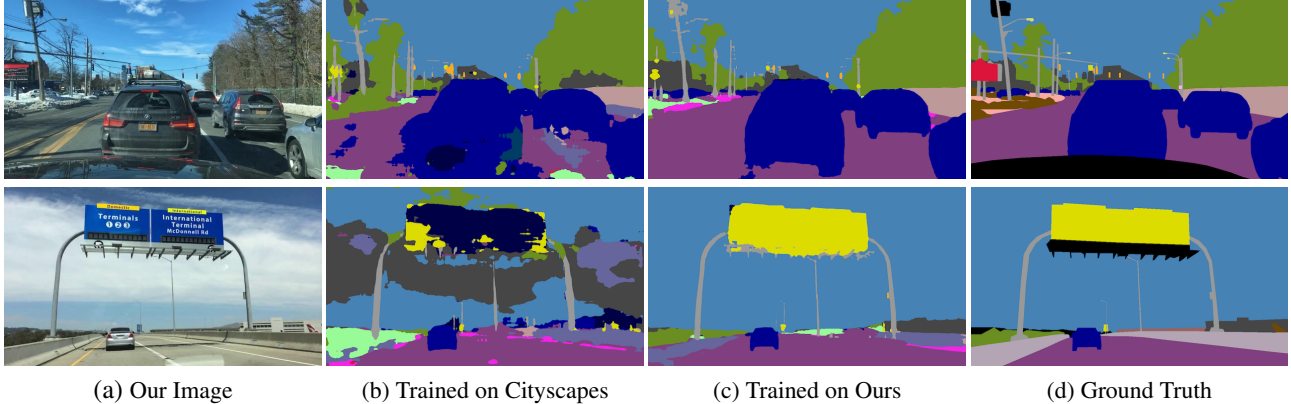 Domestic
International
Terminals
1 2 3
International
Terminal
McDonnell Rd
(a) Our Image
(b) Trained on Cityscapes
(c) Trained on Ours
(d) Ground Truth